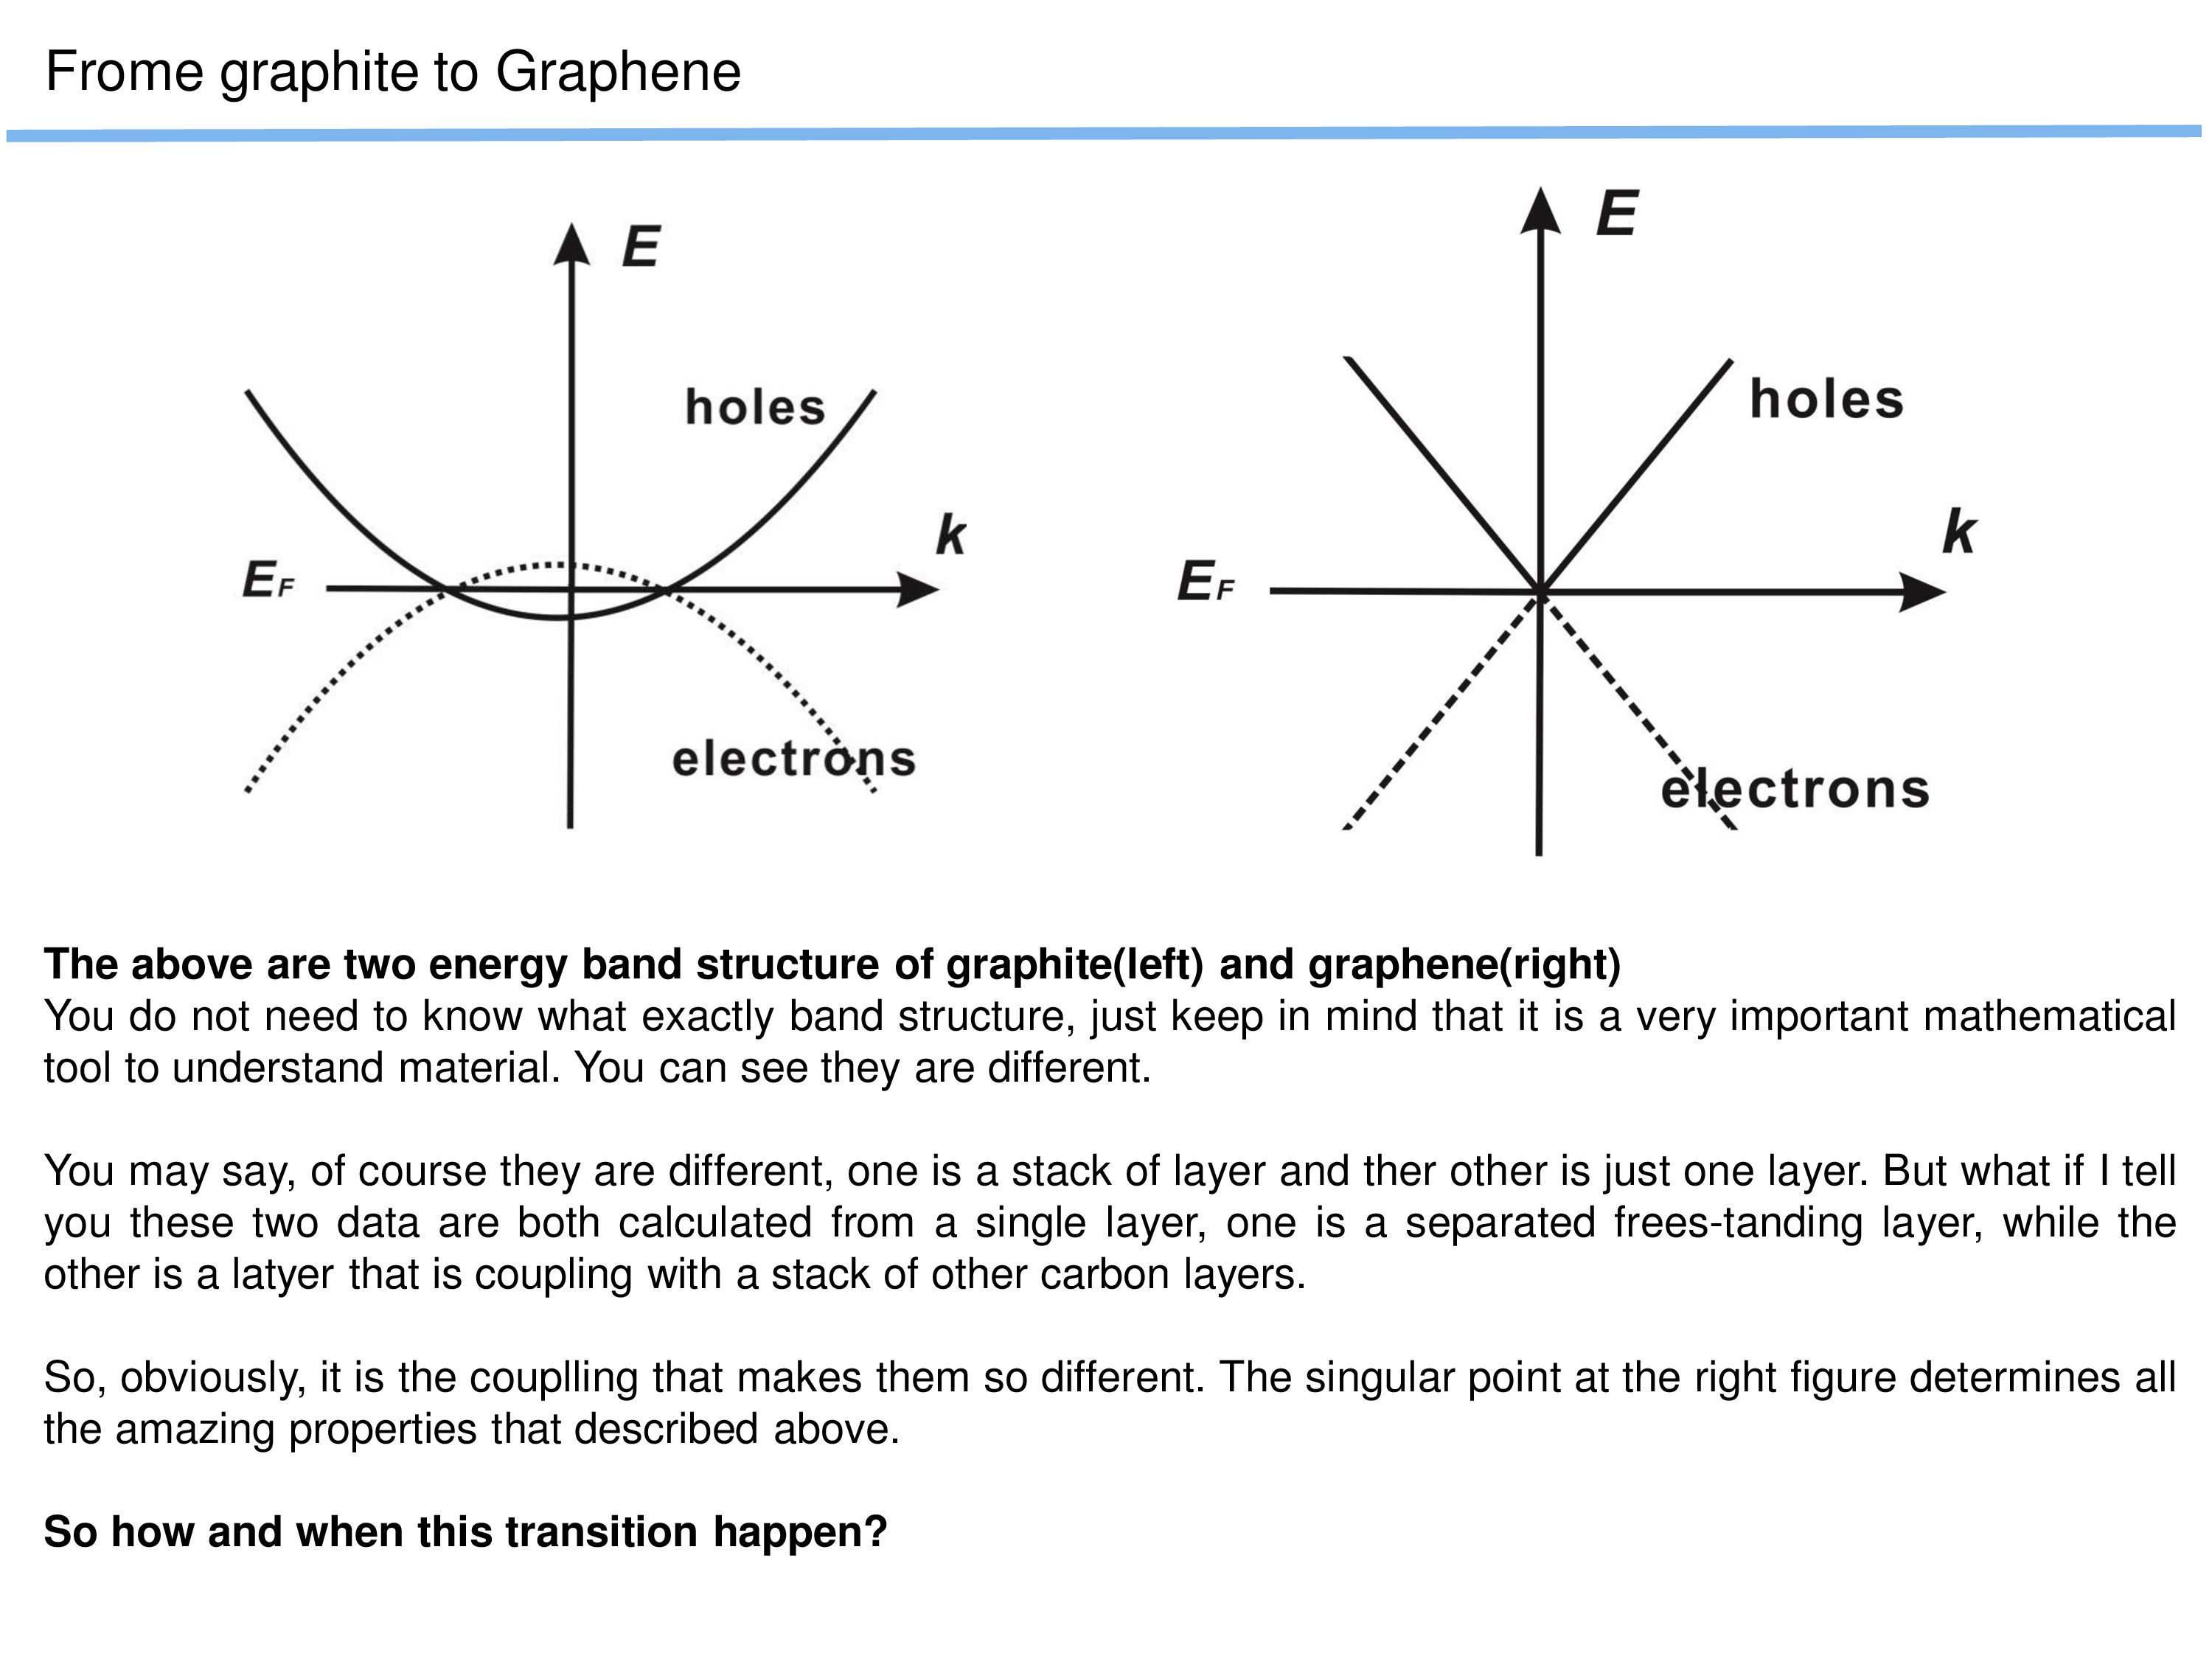 Frome graphite to Graphene
E
holes
k
EF
electrons
E
holes
k
EF
electrons
The above are two energy band structure of graphite(left) and graphene(right)
You do not need to know what exactly band structure, just keep in mind that it is a very important mathematical
tool to understand material. You can see they are different.
You may say, of course they are different, one is a stack of layer and ther other is just one layer. But what if I tell
you these two data are both calculated from a single layer, one is a separated frees-tanding layer, while the
other is a latyer that is coupling with a stack of other carbon layers.
So, obviously, it is the couplling that makes them so different. The singular point at the right figure determines all
the amazing properties that described above.
So how and when this transition happen?